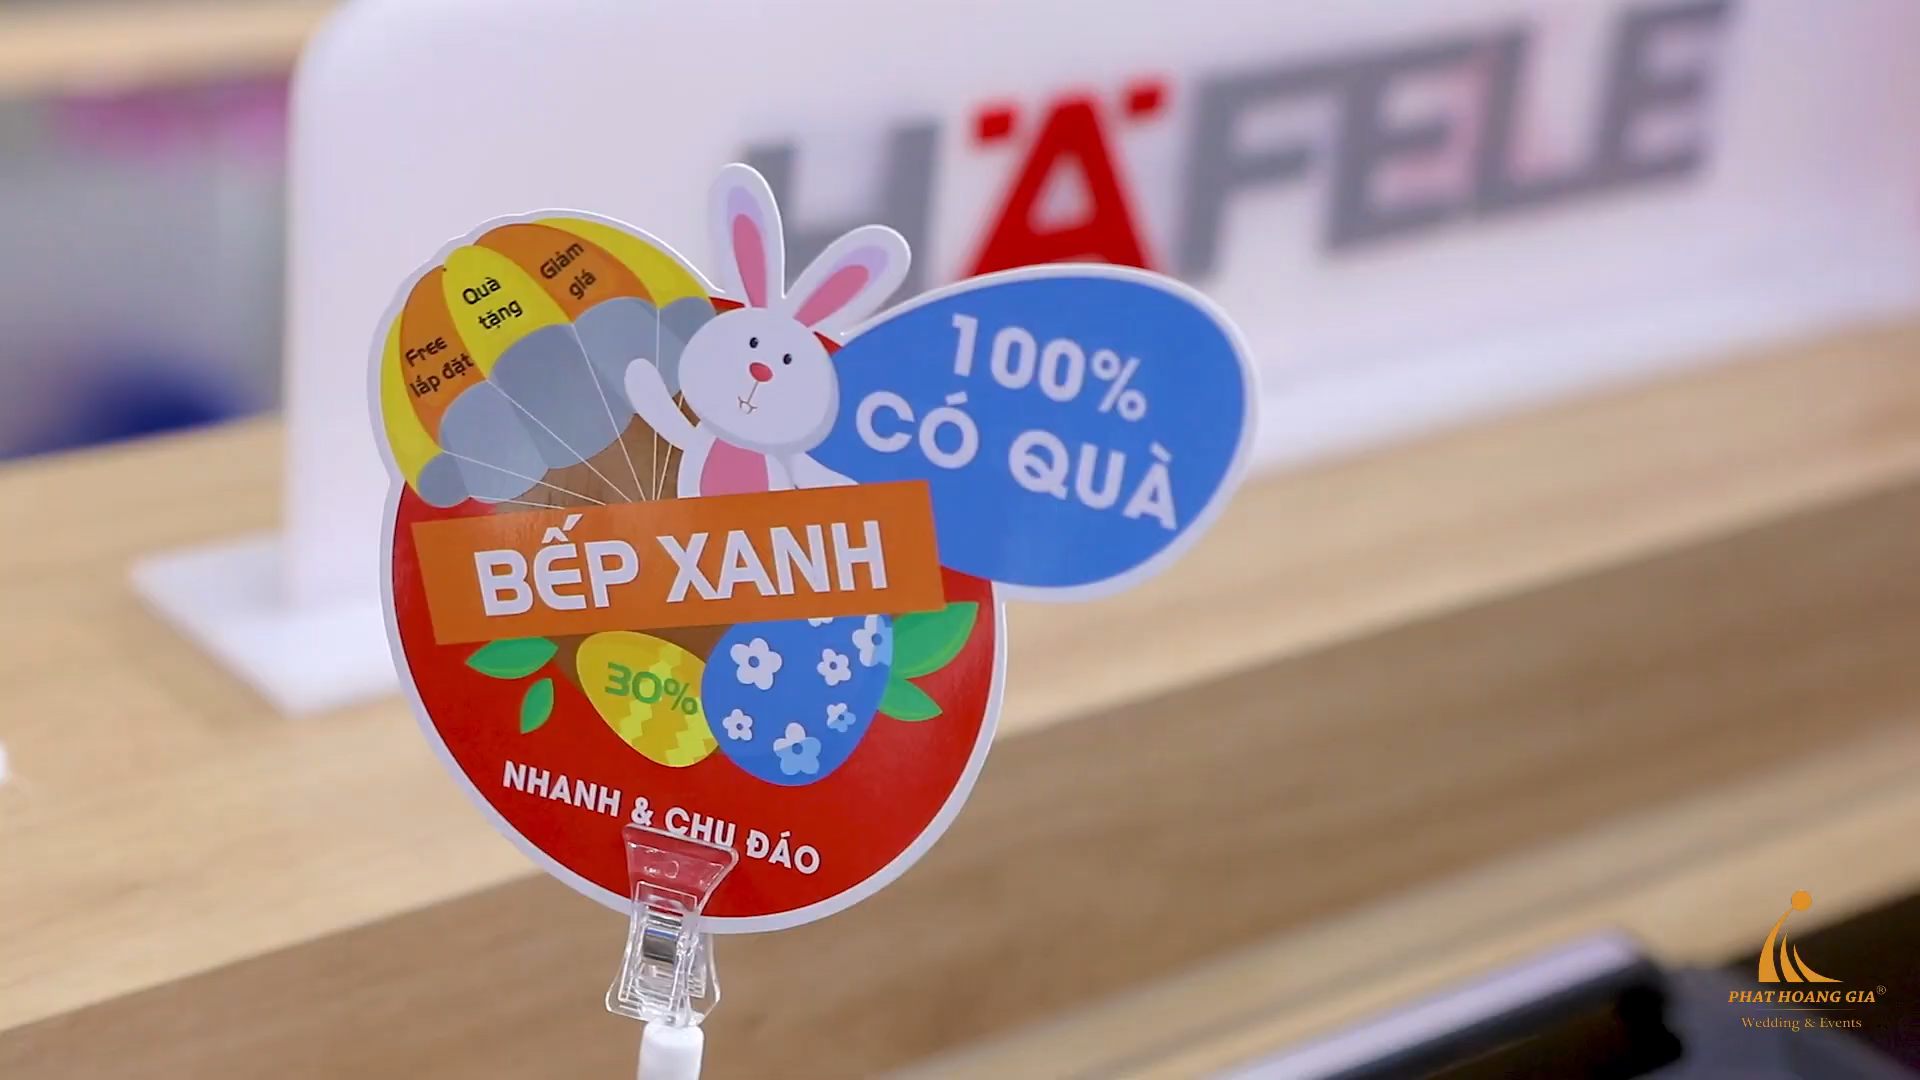 HÄFELE
Free
lắp đặt
Quà
tặng
Giảm
giá
100%
CÓ QUÀ
BẾP XANH
30%
NHANH & CHU ĐÁO
PHAT HOANG GIA®
Wedding & Events